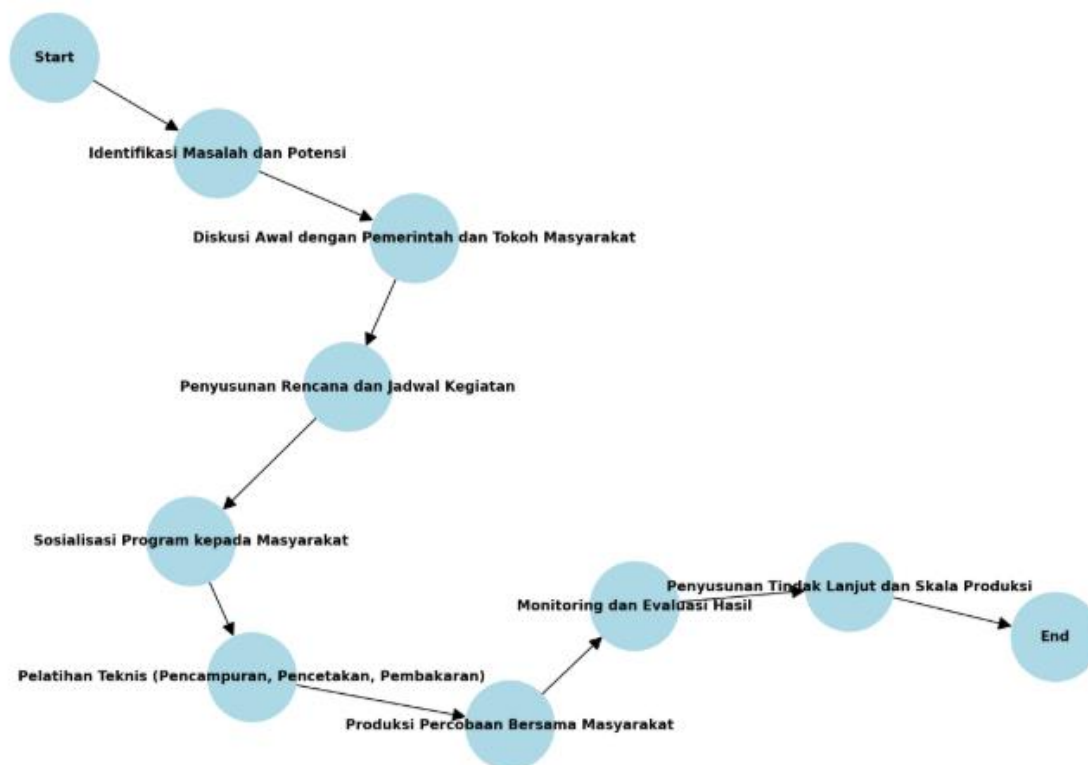 Start
Identifikasi Masalah dan Potensi
Diskusi Awal dengan Pemerintah dan Tokoh Masyarakat
Penyusunan Rencana dan Jadwal Kegiatan
Sosialisasi Program kepada Masyarakat
Pelatihan Teknis (Pencampuran, Pencetakan, Pembakaran)
Produksi Percobaan Bersama Masyarakat
Monitoring dan Evaluasi Hasil
Penyusunan Tindak Lanjut dan Skala Produksi
End